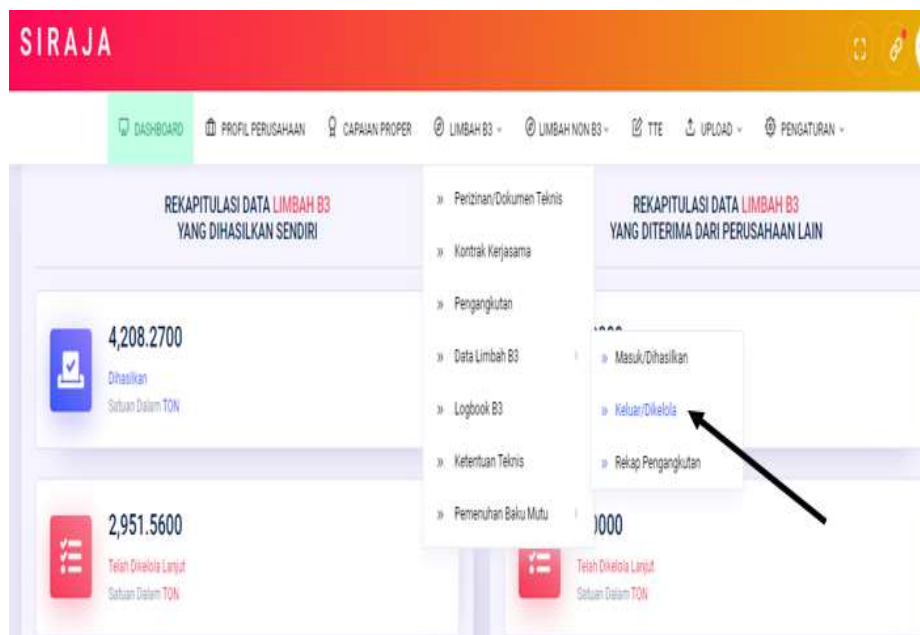 SIRAJA
DASHBOARD PROFIL PERUSAHAAN CAPAIAN PROPER LIMBAH B3 LIMBAH NON B3 TTE UPLOAD PENGATURAN
REKAPITULASI DATA LIMBAH B3
YANG DIHASILKAN SENDIRI
4,208.2700
Dihasilkan
Satuan Dalam TON
2,951.5600
Telah Dikelola Lanjut
Satuan Dalam TON
» Perizinan/Dokumen Teknis
» Kontrak Kerjasama
» Pengangkutan
» Data Limbah B3
» Logbook B3
» Ketentuan Teknis
» Pemenuhan Baku Mutu
» Masuk/Dihasilkan
» Keluar/Dikelola
» Rekap Pengangkutan
REKAPITULASI DATA LIMBAH B3
YANG DITERIMA DARI PERUSAHAAN LAIN
0000
Telah Dikelola Lanjut
Satuan Dalam TON